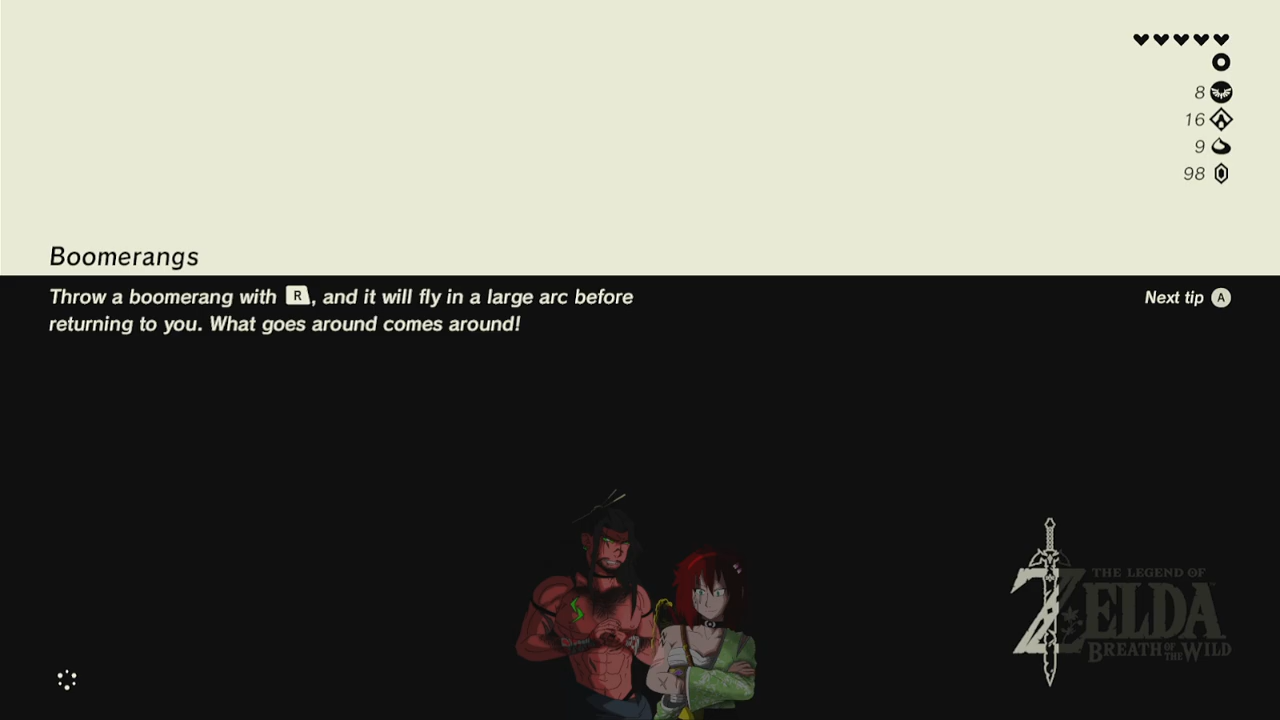 8
16
9
98
Boomerangs
Throw a boomerang with R, and it will fly in a large arc before
returning to you. What goes around comes around!
Next tip A
THE LEGEND OF
ZELDA
BREATH OF THE WILD